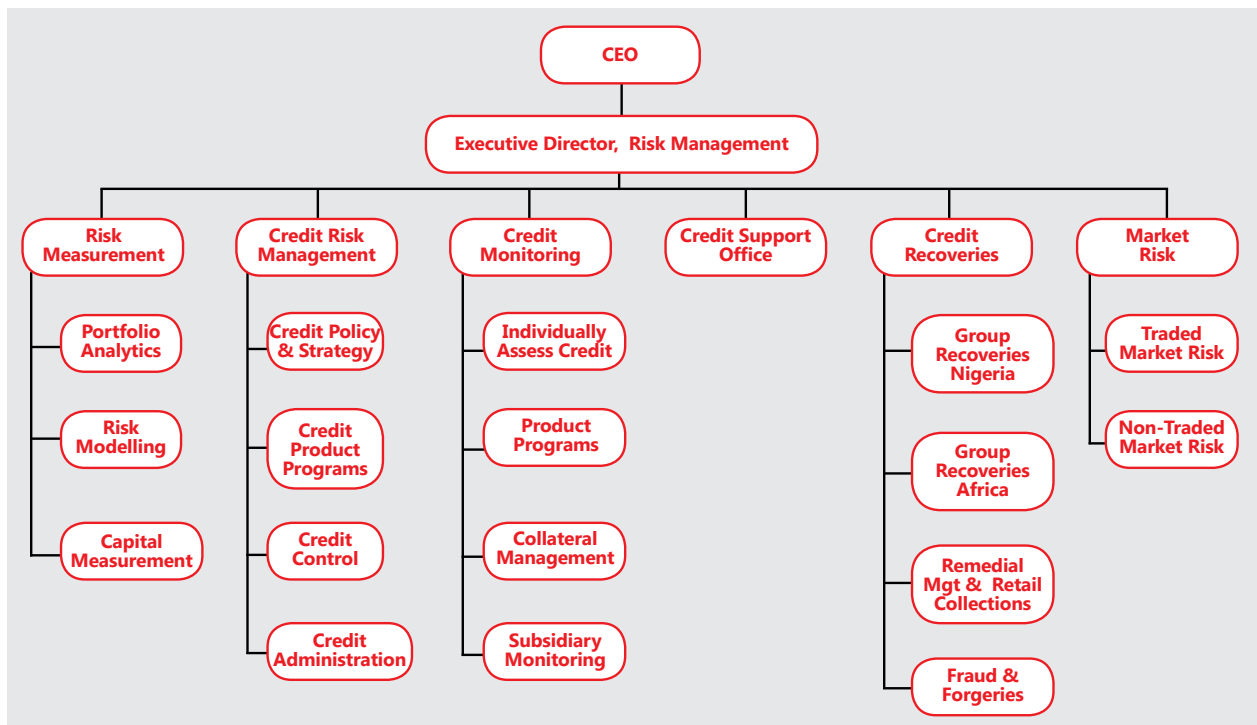 CEO
Executive Director, Risk Management
Risk
Measurement
Credit Risk
Management
Credit
Monitoring
Credit Support
Office
Credit
Recoveries
Market
Risk
Portfolio
Analytics
Risk
Modelling
Capital
Measurement
Credit Policy
& Strategy
Credit
Product
Programs
Credit
Control
Credit
Administration
Individually
Assess Credit
Product
Programs
Collateral
Management
Subsidiary
Monitoring
Group
Recoveries
Nigeria
Group
Recoveries
Africa
Remedial
Mgt & Retail
Collections
Fraud &
Forgeries
Traded
Market Risk
Non-Traded
Market Risk